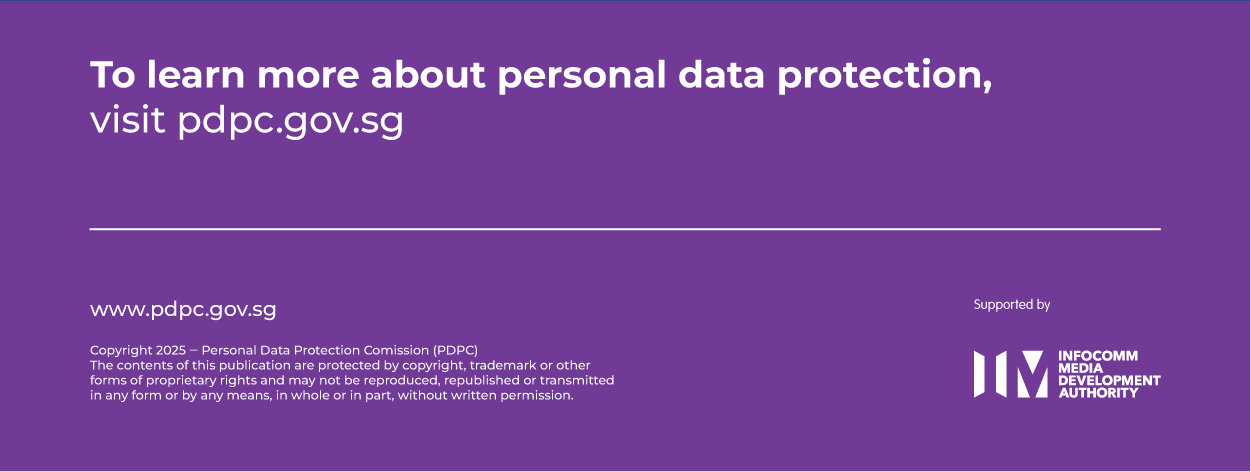 To learn more about personal data protection,
visit pdpc.gov.sg
www.pdpc.gov.sg
Copyright 2025 – Personal Data Protection Comission (PDPC)
The contents of this publication are protected by copyright, trademark or other
forms of proprietary rights and may not be reproduced, republished or transmitted
in any form or by any means, in whole or in part, without written permission.
Supported by
INFOCOMM
MEDIA
DEVELOPMENT
AUTHORITY